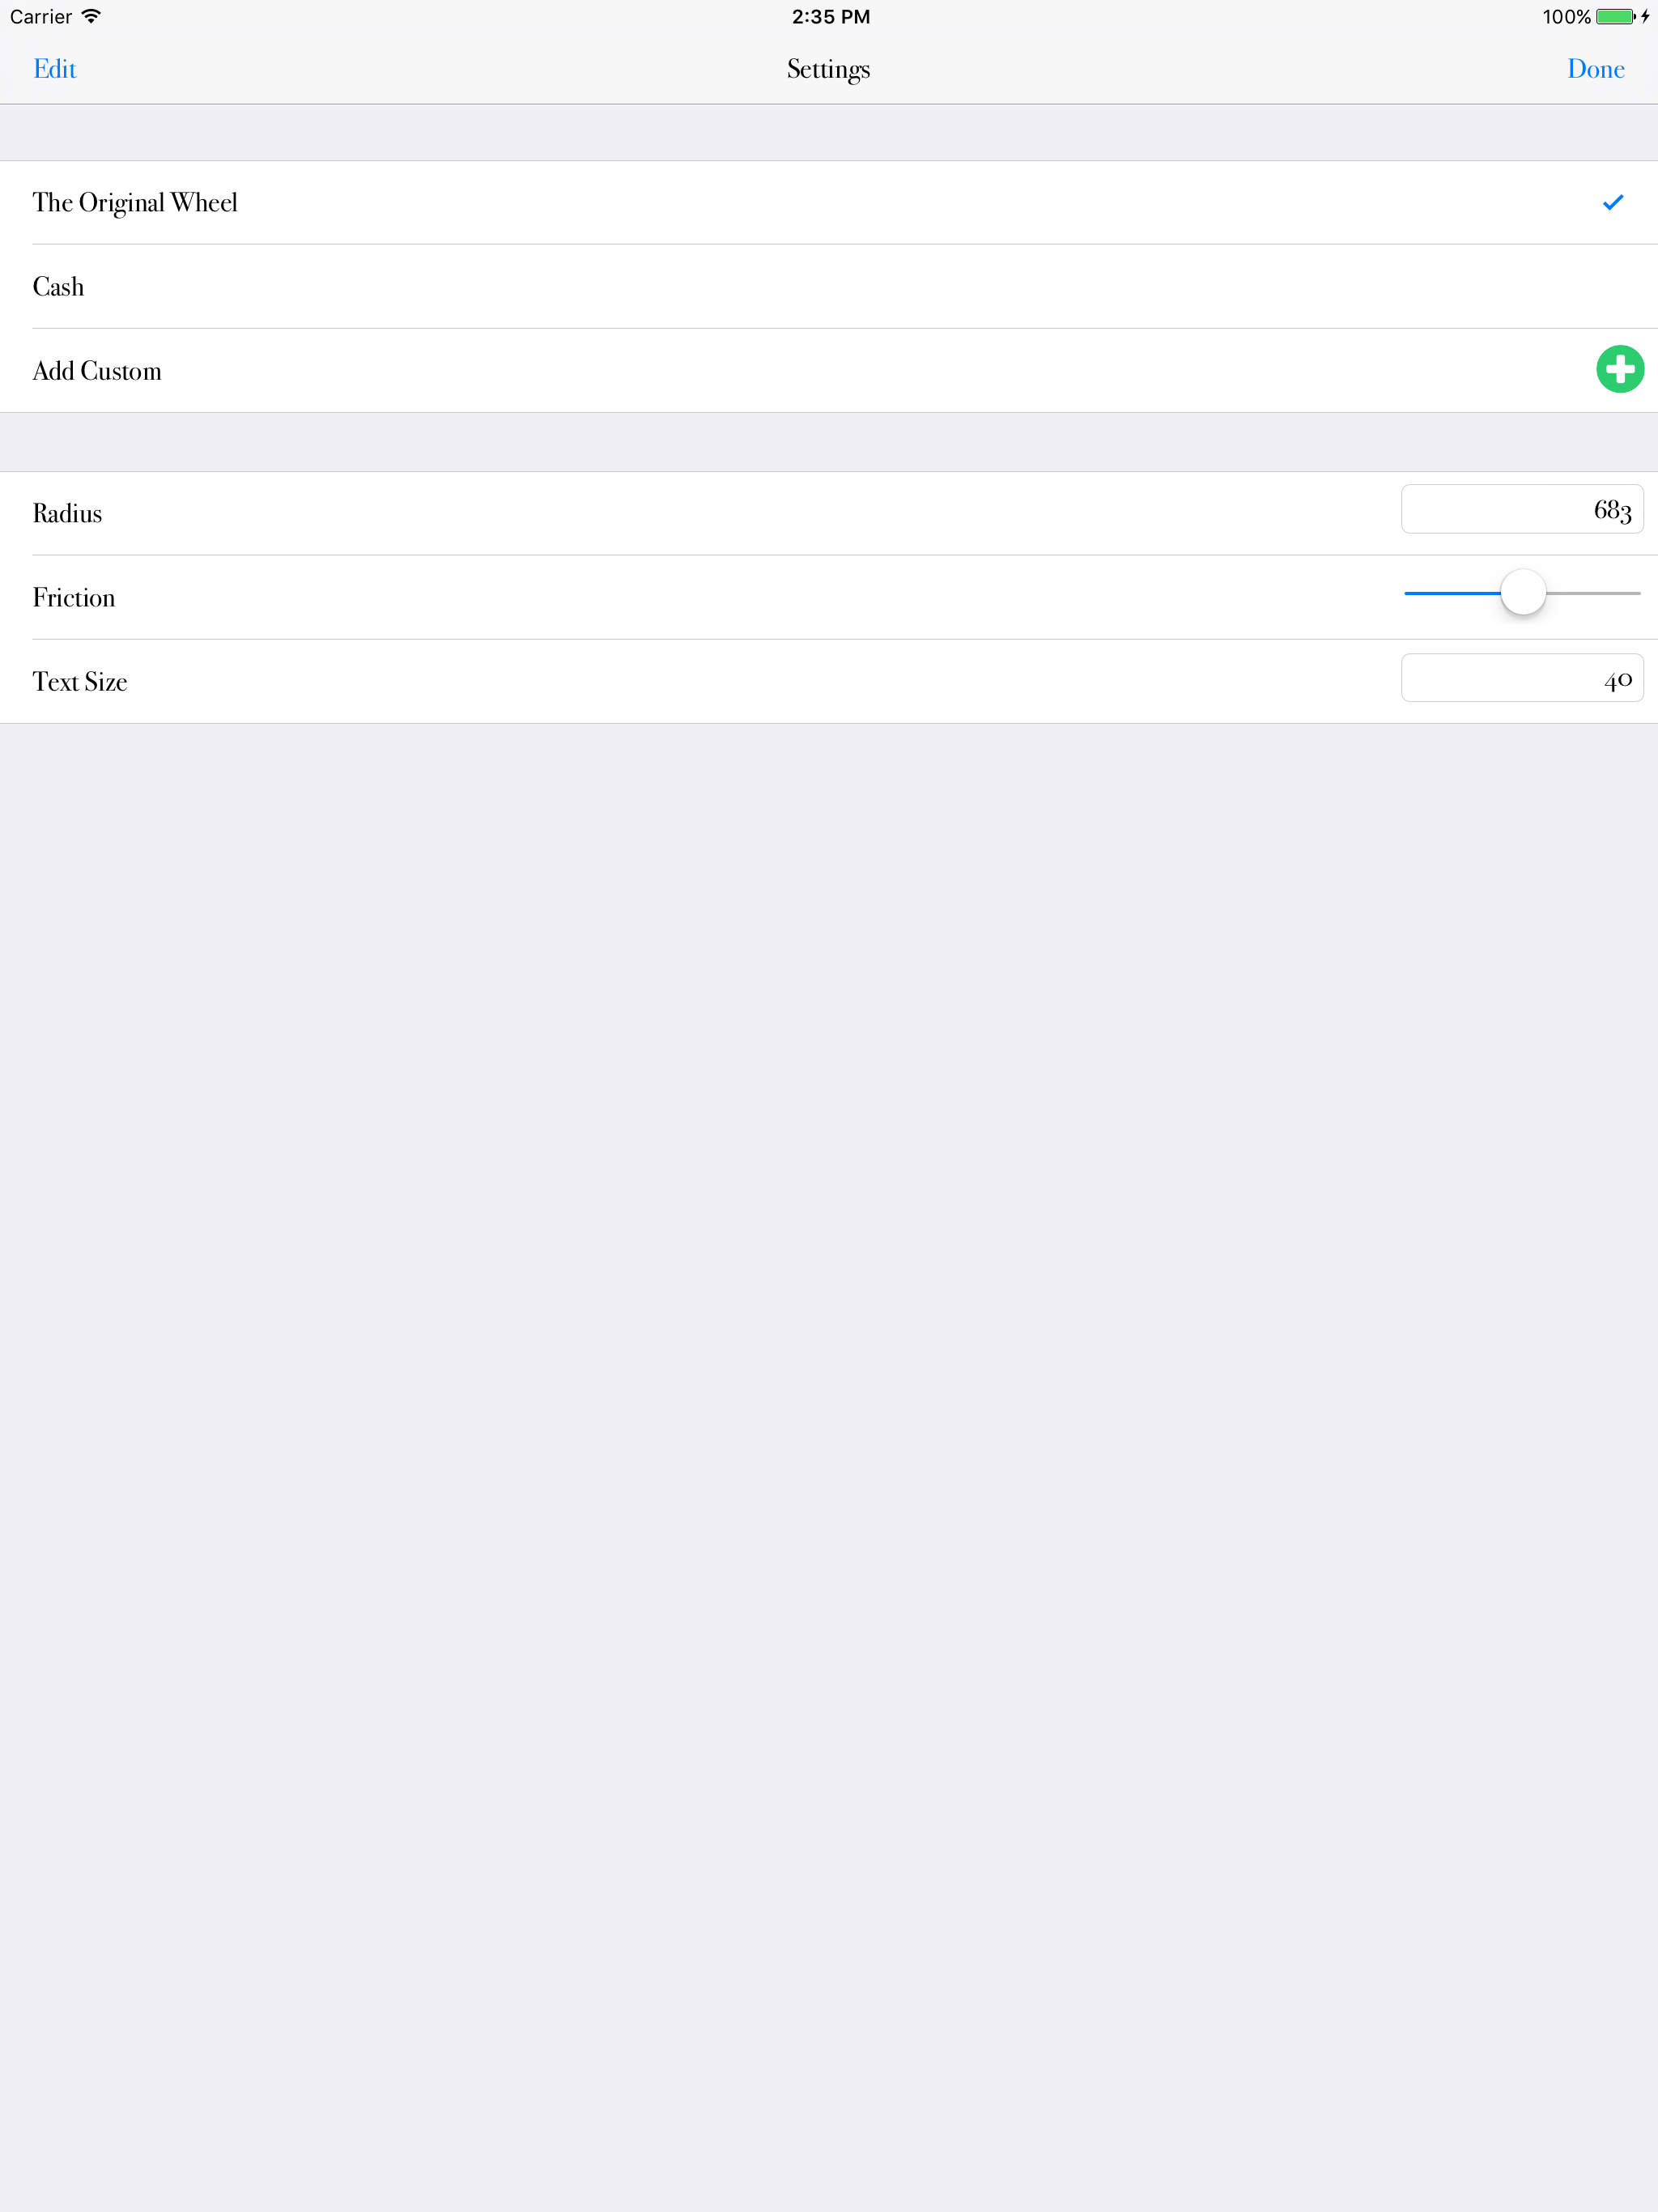 Carrier
2:35 PM
100%
Edit
Settings
Done
The Original Wheel
Cash
Add Custom
Radius
683
Friction
Text Size
40